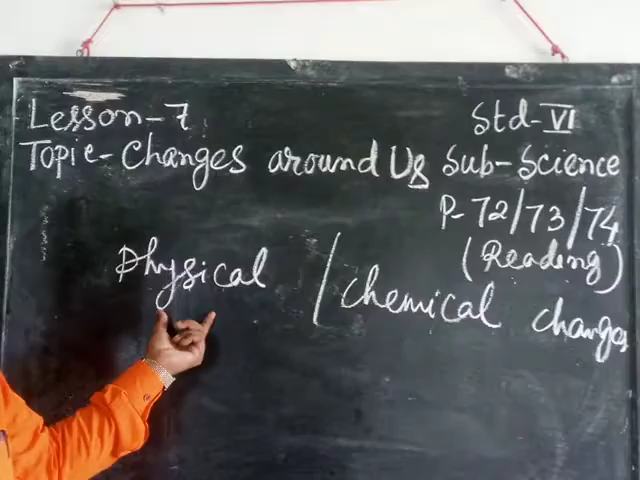 Lesson-7
Std-VI
Topic-Changes around Us
Sub-Science
P-72/73/74
(Reading)
Physical / chemical changes